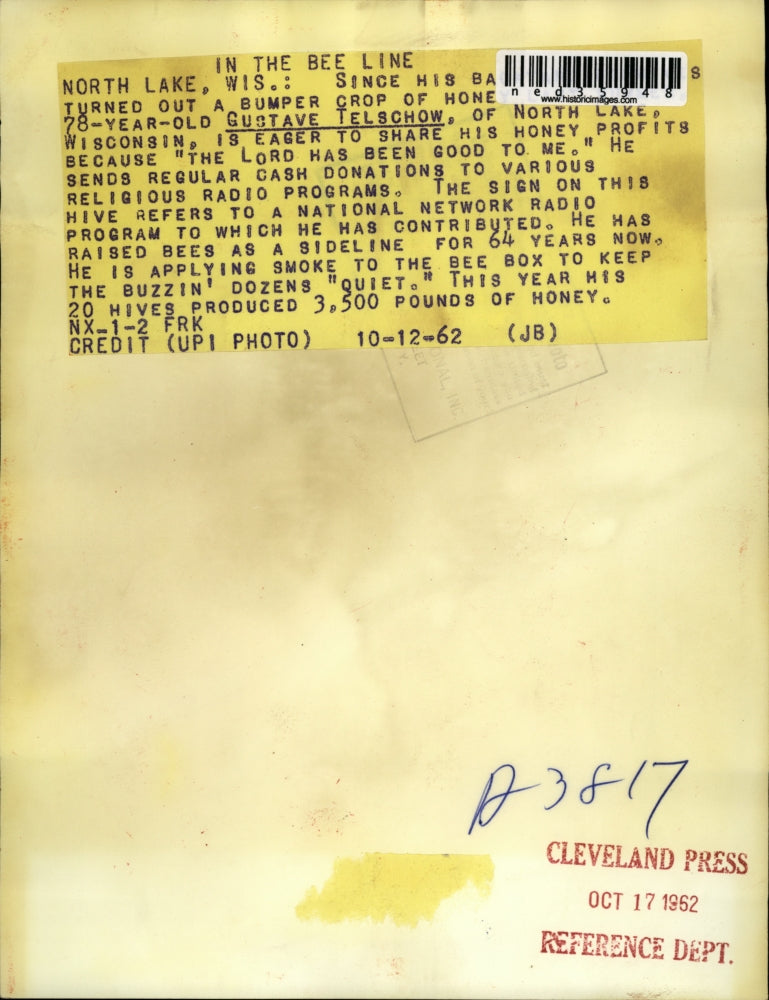 IN THE BEE LINE
NORTH LAKE, WIS.: SINCE HIS BA S
TURNED OUT A BUMPER CROP OF HONE
78-YEAR-OLD GUSTAVE TELSCHOW, OF NORTH LAKE,
WISCONSIN, IS EAGER TO SHARE HIS HONEY PROFITS
BECAUSE "THE LORD HAS BEEN GOOD TO ME." HE
SENDS REGULAR CASH DONATIONS TO VARIOUS
RELIGIOUS RADIO PROGRAMS. THE SIGN ON THIS
HIVE REFERS TO A NATIONAL NETWORK RADIO
PROGRAM TO WHICH HE HAS CONTRIBUTED. HE HAS
RAISED BEES AS A SIDELINE FOR 64 YEARS NOW.
HE IS APPLYING SMOKE TO THE BEE BOX TO KEEP
THE BUZZIN' DOZENS "QUIET." THIS YEAR HIS
20 HIVES PRODUCED 3,500 POUNDS OF HONEY.
NX-1-2 FRK
CREDIT (UPI PHOTO) 10-12-62 (JB)
ned35948
www.historicimages.com
A3817
CLEVELAND PRESS
OCT 17 1962
REFERENCE DEPT.